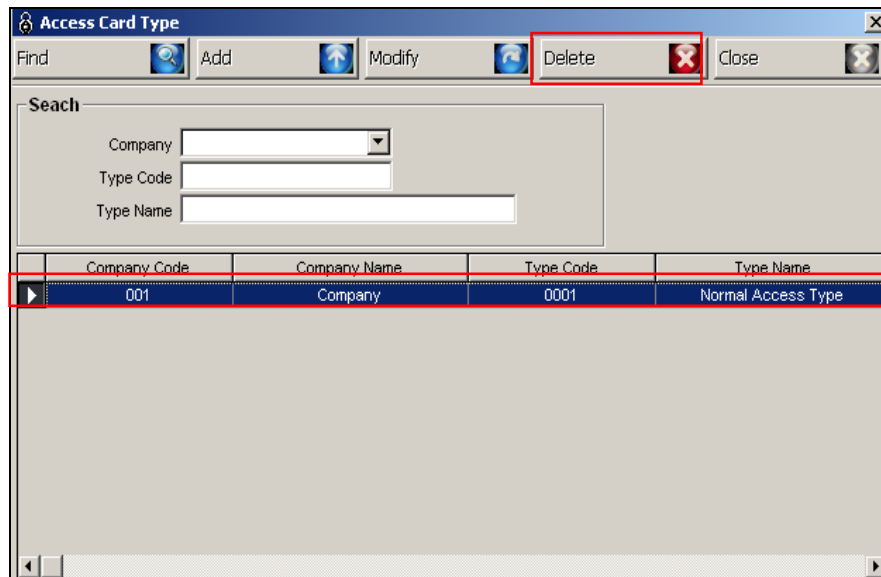 Access Card Type
Find Add Modify Delete Close
Seach
Company
Type Code
Type Name
Company Code Company Name Type Code Type Name
001 Company 0001 Normal Access Type